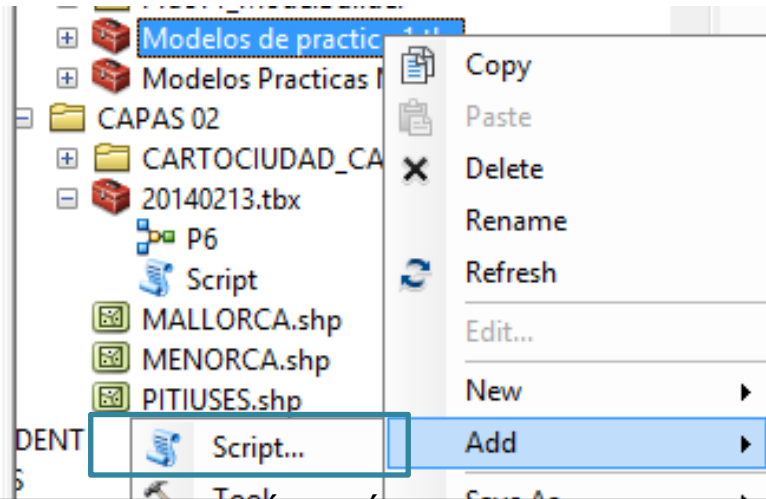 Modelos de practic
Modelos Practicas
CAPAS 02
CARTOCIUDAD_CA
20140213.tbx
P6
Script
MALLORCA.shp
MENORCA.shp
PITIUSES.shp
DENT
S
Copy
Paste
Delete
Rename
Refresh
Edit...
New
Add
Script...